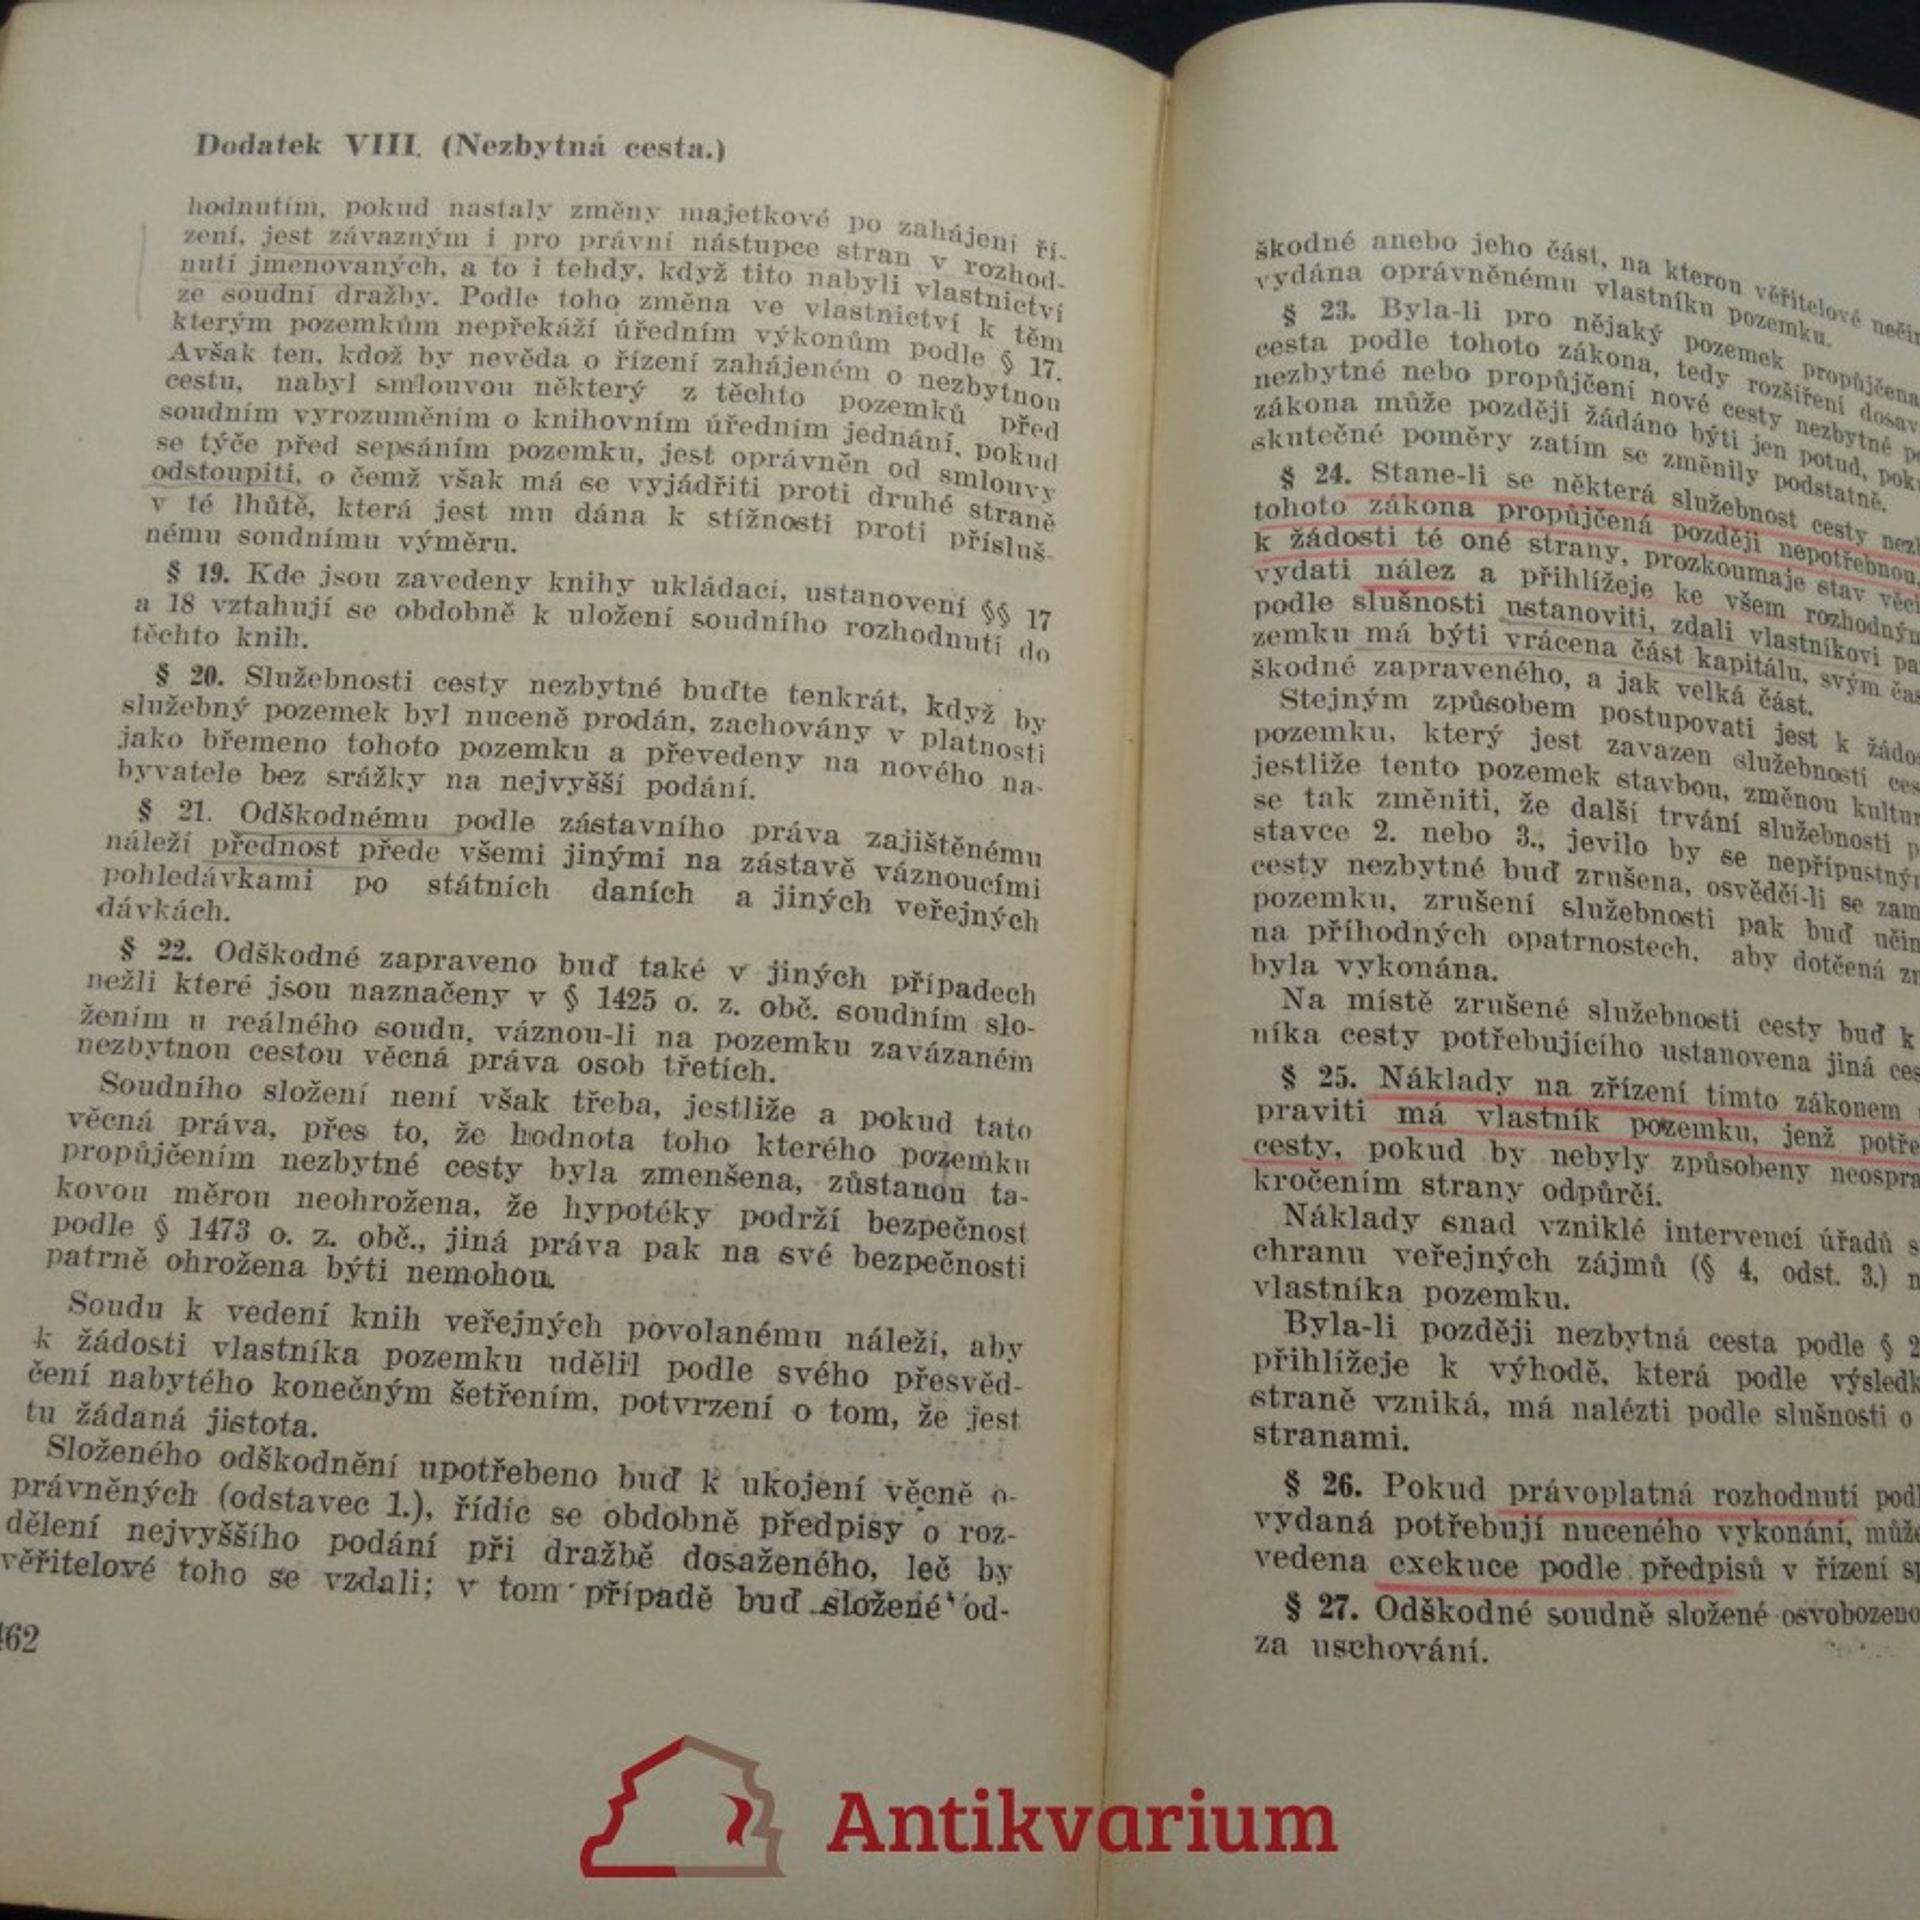 Dodatek VIII. (Nezbytná cesta.)
hodnutím, pokud nastaly změny majetkové po zahájení ří-
zení, jest závazným i pro právní nástupce stran v rozhod-
nutí jmenovaných, a to i tehdy, když tito nabyli vlastnictví
ze soudní dražby. Podle toho změna ve vlastnictví k těm
kterým pozemkům nepřekáží úředním výkonům podle § 17.
Avšak ten, kdož by nevěda o řízení zahájeném o nezbytnou
cestu, nabyl smlouvou některý z těchto pozemků před
soudním vyrozuměním o knihovním úředním jednání, pokud
se týče před sepsáním pozemku, jest oprávněn od smlouvy
odstoupiti, o čemž však má se vyjádřiti proti druhé straně
v té lhůtě, která jest mu dána k stížnosti proti přísluš-
nému soudnímu výměru.
§ 19. Kde jsou zavedeny knihy ukládací, ustanovení §§ 17
a 18 vztahují se obdobně k uložení soudního rozhodnutí do
těchto knih.
§ 20. Služebnosti cesty nezbytné buďte tenkrát, když by
služebný pozemek byl nuceně prodán, zachovány v platnosti
jako břemeno tohoto pozemku a převedeny na nového na-
byvatele bez srážky na nejvyšší podání.
§ 21. Odškodnému podle zástavního práva zajištěnému
náleží přednost přede všemi jinými na zástavě váznoucími
pohledávkami po státních daních a jiných veřejných
dávkách.
§ 22. Odškodné zapraveno buď také v jiných případech
nežli které jsou naznačeny v § 1425 o. z. obč. soudním slo-
žením u reálného soudu, váznou-li na pozemku zavázaném
nezbytnou cestou věcná práva osob třetích.
Soudního složení není však třeba, jestliže a pokud tato
věcná práva, přes to, že hodnota toho kterého pozemku
propůjčením nezbytné cesty byla zmenšena, zůstanou ta-
kovou měrou neohrožena, že hypotéky podrží bezpečnost
podle § 1473 o. z. obč., jiná práva pak na své bezpečnosti
patrně ohrožena býti nemohou.
Soudu k vedení knih veřejných povolanému náleží, aby
k žádosti vlastníka pozemku udělil podle svého přesvěd-
čení nabytého konečným šetřením, potvrzení o tom, že jest
tu žádaná jistota.
Složeného odškodnění upotřebeno buď k ukojení věcně o-
právněných (odstavec 1.), řídíc se obdobně předpisy o roz-
dělení nejvyššího podání při dražbě dosaženého, leč by
věřitelové toho se vzdali; v tom případě buď složené od-
462
škodné anebo jeho část, na kterou věřitelové
vydána oprávněnému vlastníku pozemku.
§ 23. Byla-li pro nějaký pozemek propůjčena
cesta podle tohoto zákona, tedy rozšíření
nezbytné nebo propůjčení nové cesty nezbytné
zákona může později žádáno býti jen potud,
skutečné poměry zatím se změnily podstatně.
§ 24. Stane-li se některá služebnost cesty
tohoto zákona propůjčená později nepotřebnou,
k žádosti té oné strany, prozkoumaje stav věci
vydati nález a přihlížeje ke všem
podle slušnosti ustanoviti, zdali vlastníkovi
zemku má býti vrácena část kapitálu, svým
škodné zapraveného, a jak velká část.
Stejným způsobem postupovati jest k
pozemku, který jest zavazen služebností
jestliže tento pozemek stavbou, změnou
se tak změniti, že další trvání služebnosti
stavce 2. nebo 3., jevilo by se
cesty nezbytné buď zrušena, osvědčí-li se
pozemku, zrušení služebnosti pak buď
na příhodných opatrnostech, aby dotčená
byla vykonána.
Na místě zrušené služebnosti cesty buď k
níka cesty potřebujícího ustanovena jiná
§ 25. Náklady na zřízení tímto zákonem
praviti má vlastník pozemku, jenž
cesty, pokud by nebyly způsobeny
kročením strany odpůrčí.
Náklady snad vzniklé intervencí úřadů
chranu veřejných zájmů (§ 4, odst. 3.)
vlastníka pozemku.
Byla-li později nezbytná cesta podle §
přihlížeje k výhodě, která podle
straně vzniká, má nalézti podle slušnosti o
stranami.
§ 26. Pokud právoplatná rozhodnutí
vydaná potřebují nuceného vykonání,
vedena exekuce podle předpisů v řízení
§ 27. Odškodné soudně složené
za uschování.
Antikvarium